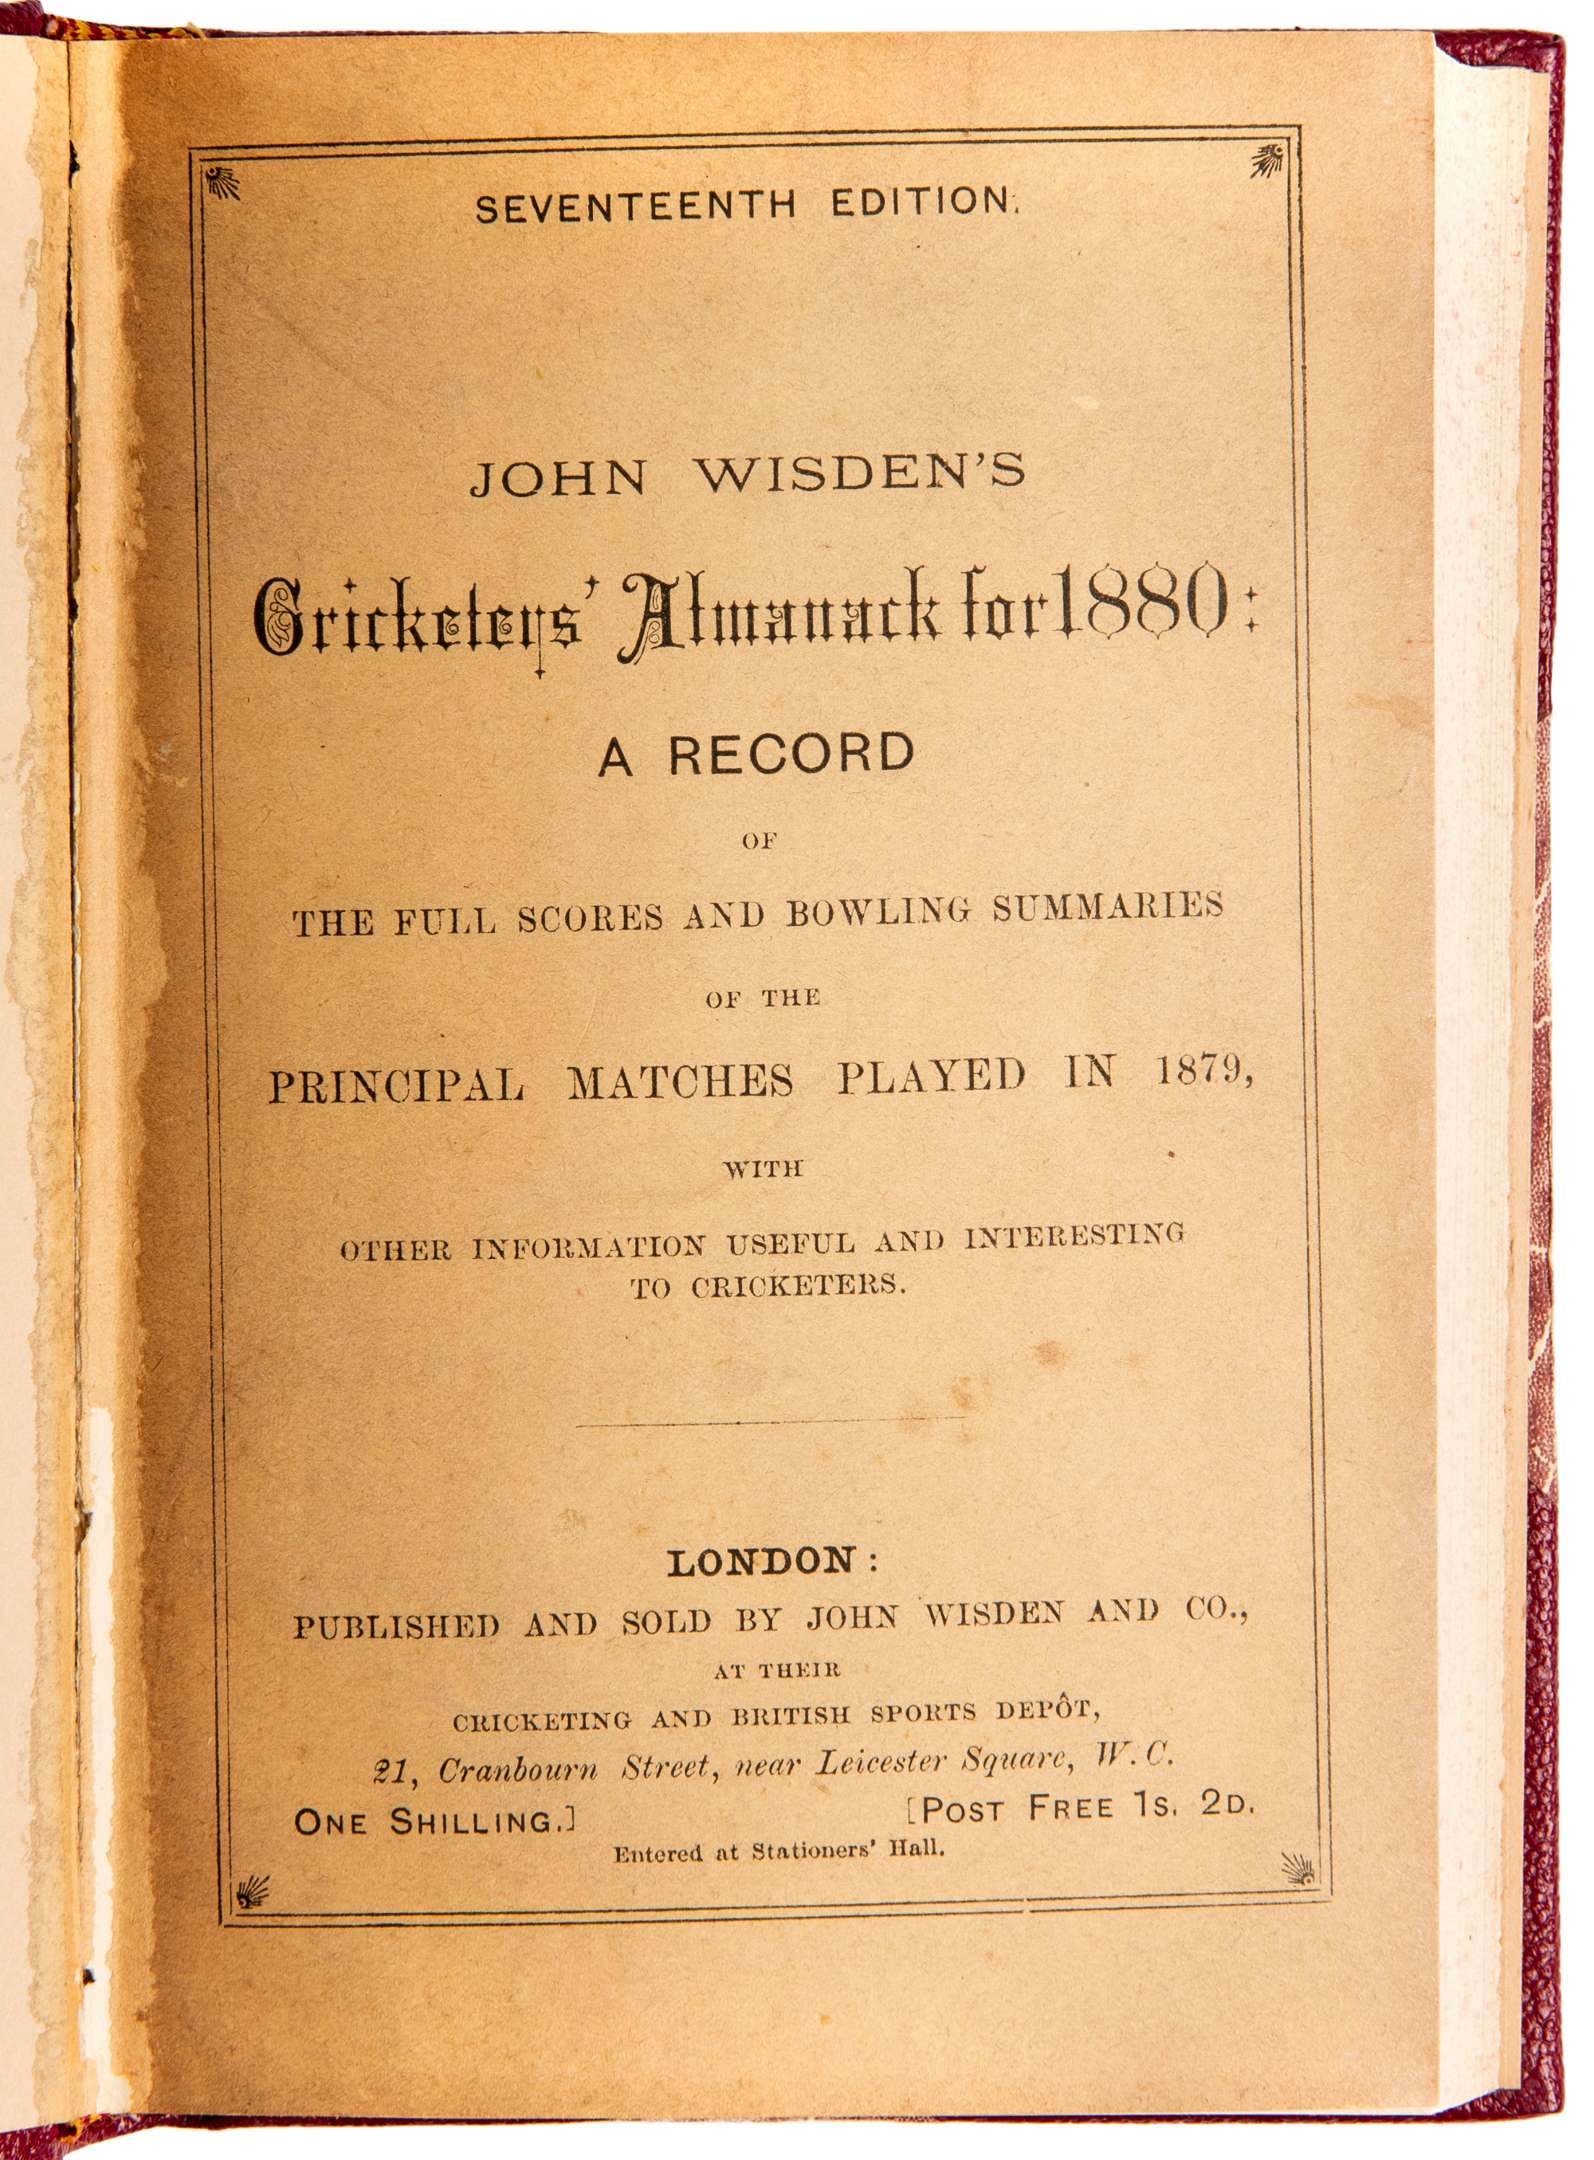 SEVENTEENTH EDITION.
JOHN WISDEN'S
Cricketers' Almanack for 1880:
A RECORD
OF
THE FULL SCORES AND BOWLING SUMMARIES
OF THE
PRINCIPAL MATCHES PLAYED IN 1879,
WITH
OTHER INFORMATION USEFUL AND INTERESTING
TO CRICKETERS.
LONDON:
PUBLISHED AND SOLD BY JOHN WISDEN AND CO.,
AT THEIR
CRICKETING AND BRITISH SPORTS DEPÔT,
21, Cranbourn Street, near Leicester Square, W. C.
ONE SHILLING.] [POST FREE 1S. 2D.
Entered at Stationers' Hall.